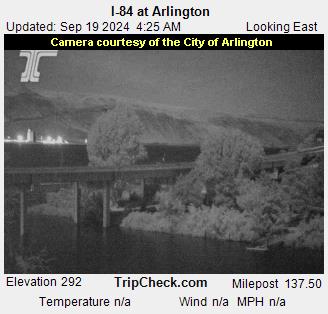 I-84 at Arlington
Updated: Sep 19 2024 4:25 AM Looking East
Camera courtesy of the City of Arlington
Elevation 292 TripCheck.com Milepost 137.50
Temperature n/a Wind n/a MPH n/a